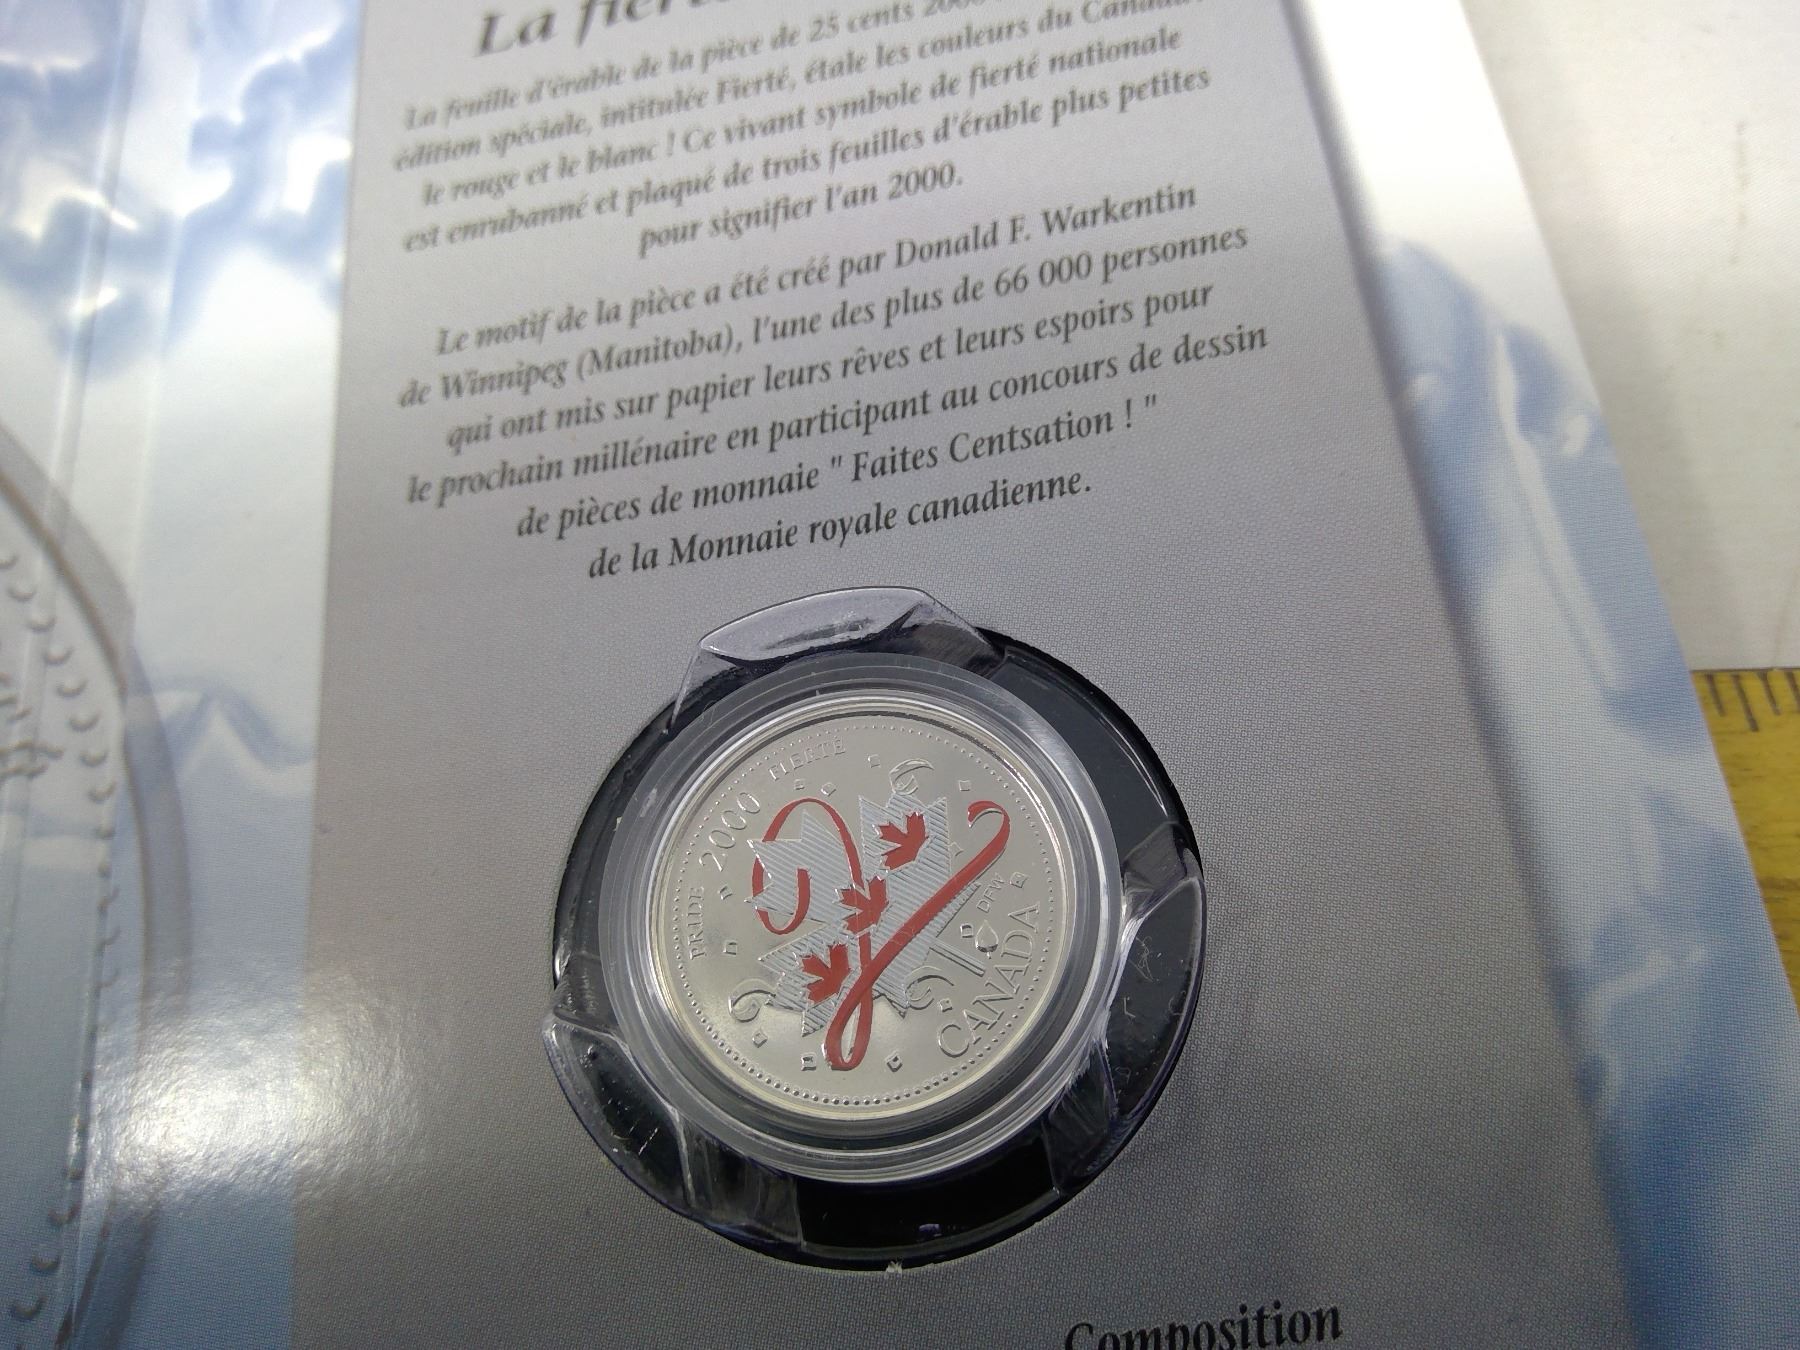 La
La feuille d'érable de la pièce de 25 cents
édition spéciale, intitulée Fierté, étale les couleurs du
le rouge et le blanc ! Ce vivant symbole de fierté nationale
est enrubanné et plaqué de trois feuilles d'érable plus petites
pour signifier l'an 2000.
Le motif de la pièce a été créé par Donald F. Warkentin
de Winnipeg (Manitoba), l'une des plus de 66 000 personnes
qui ont mis sur papier leurs rêves et leurs espoirs pour
le prochain millénaire en participant au concours de dessin
de pièces de monnaie " Faites Centsation ! "
de la Monnaie royale canadienne.
PRIDE 2000 FIERTÉ
DFW
CANADA
Composition